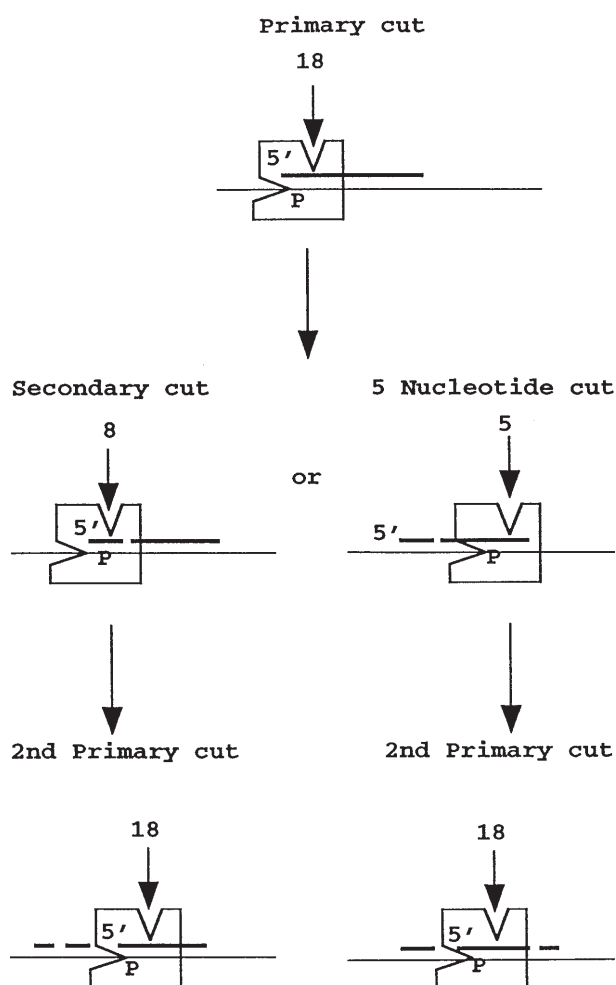 Primary cut
18
5'
P
Secondary cut
8
5'
P
or
5 Nucleotide cut
5
5'
P
2nd Primary cut
18
5'
P
2nd Primary cut
18
5'
P